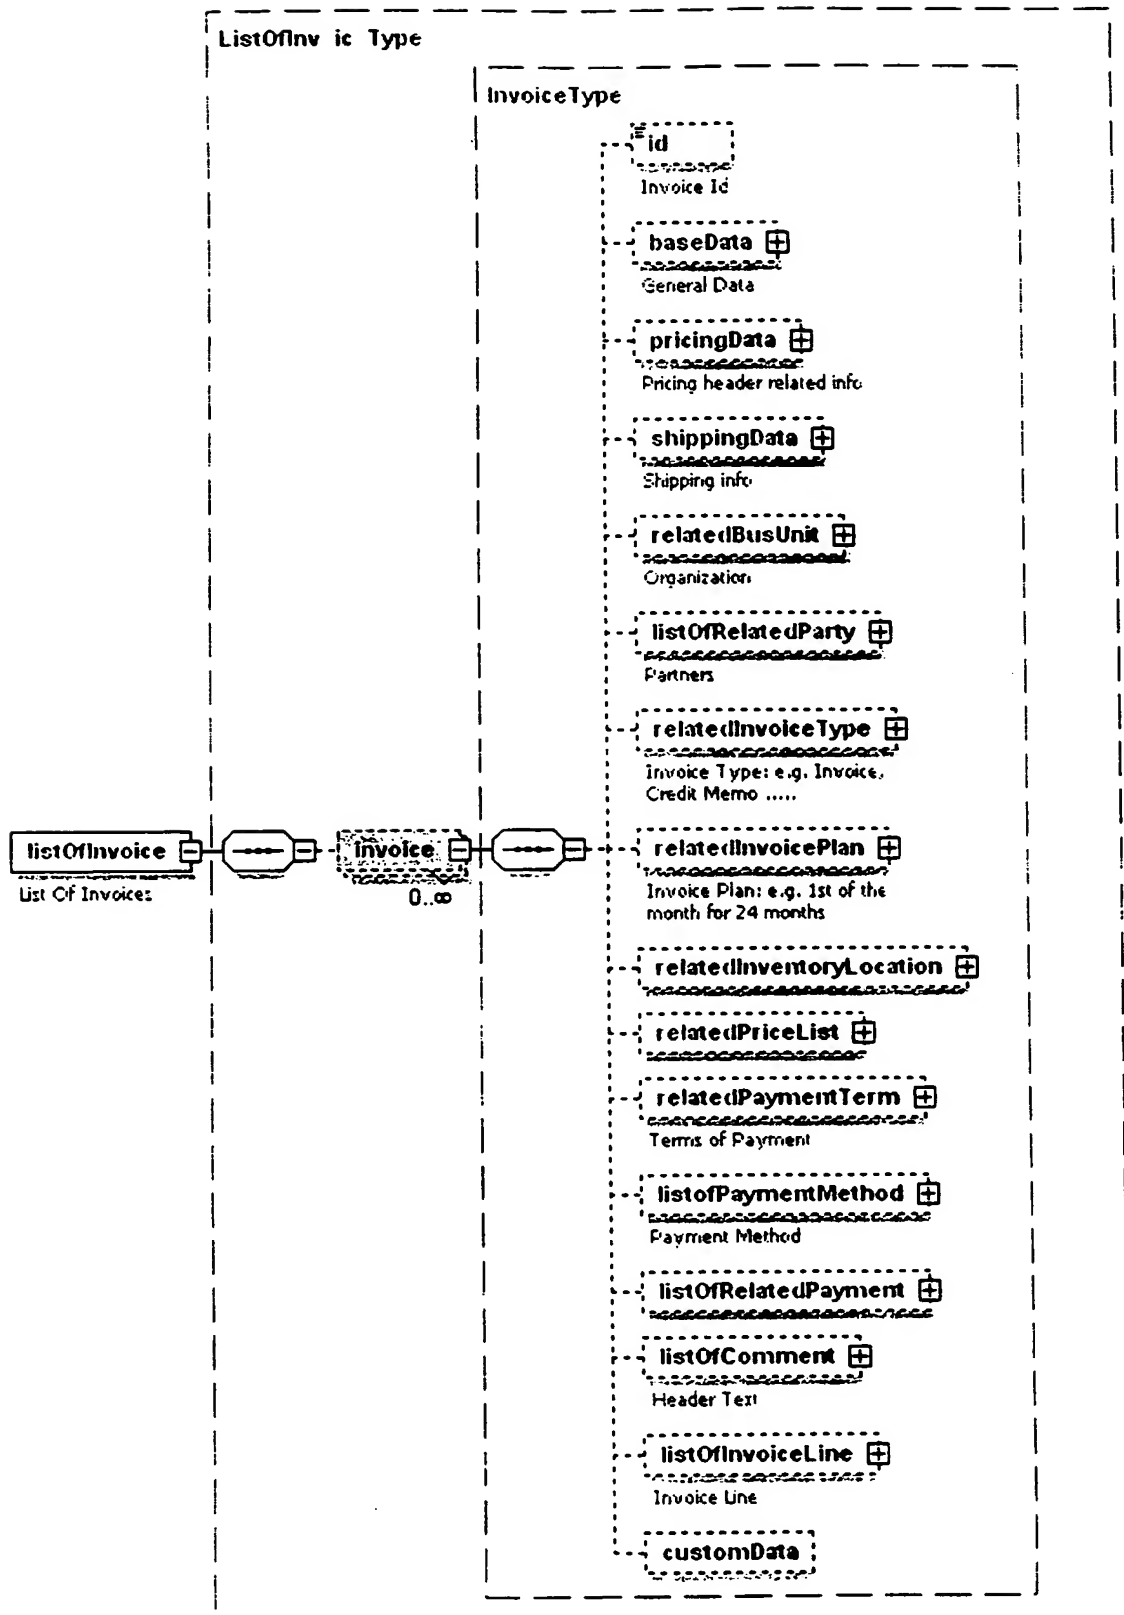 ListOfInv ic Type
InvoiceType
id
Invoice Id
baseData
General Data
pricingData
Pricing header related info
shippingData
Shipping info
relatedBusUnit
Organization
listOfRelatedParty
Partners
relatedInvoiceType
Invoice Type: e.g. Invoice,
Credit Memo .....
listOfInvoice
List Of Invoices
invoice
0..∞
relatedInvoicePlan
Invoice Plan: e.g. 1st of the
month for 24 months
relatedInventoryLocation
relatedPriceList
relatedPaymentTerm
Terms of Payment
listofPaymentMethod
Payment Method
listOfRelatedPayment
listOfComment
Header Text
listOfInvoiceLine
Invoice Line
customData